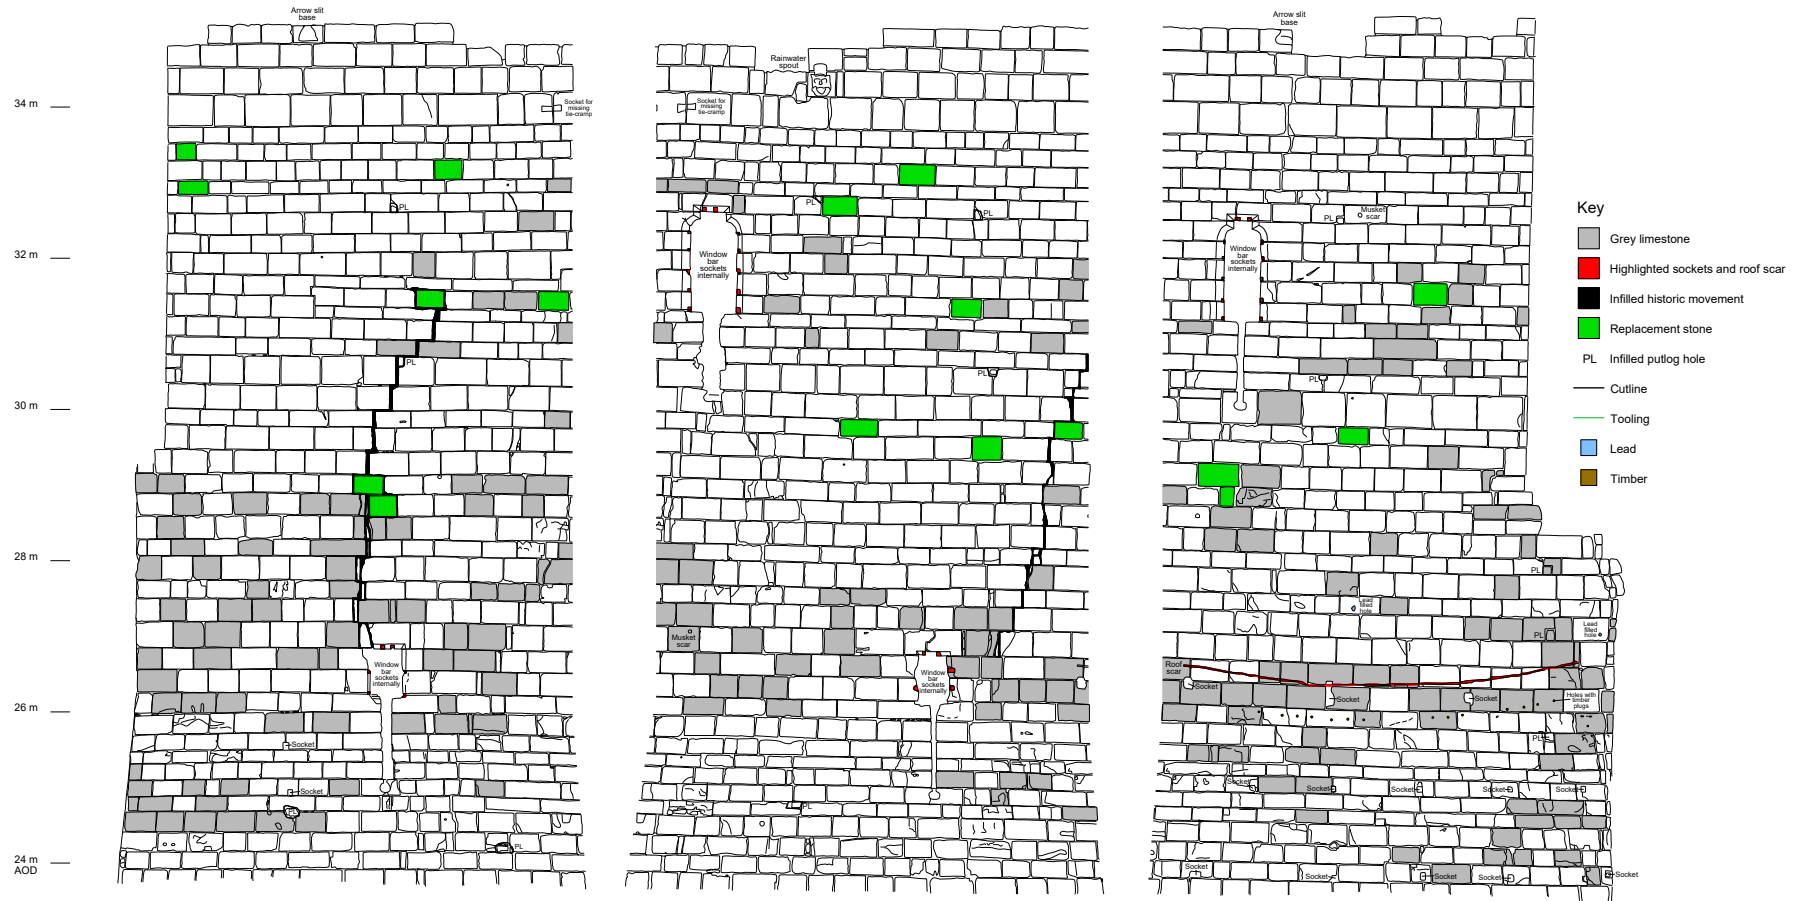 Arrow slit
base
34 m
32 m
30 m
28 m
26 m
24 m
AOD
Socket for
missing
tie-cramp
PL
PL
Window
bar
sockets
internally
Socket
Socket
PL
PL
Rainwater
spout
Socket for
missing
tie-cramp
PL
PL
Window
bar
sockets
internally
PL
Musket
scar
Window
bar
sockets
internally
PL
Arrow slit
base
PL
Musket
scar
Window
bar
sockets
internally
PL
PL
Lead
filled
hole
Lead
filled
hole
PL
Roof
scar
Socket
Socket
Socket
Holes with
timber
plugs
PL
Socket
Socket
Socket
Socket
Socket
Socket
Socket
Socket
Socket
Socket
Key
Grey limestone
Highlighted sockets and roof scar
Infilled historic movement
Replacement stone
PL Infilled putlog hole
Cutline
Tooling
Lead
Timber